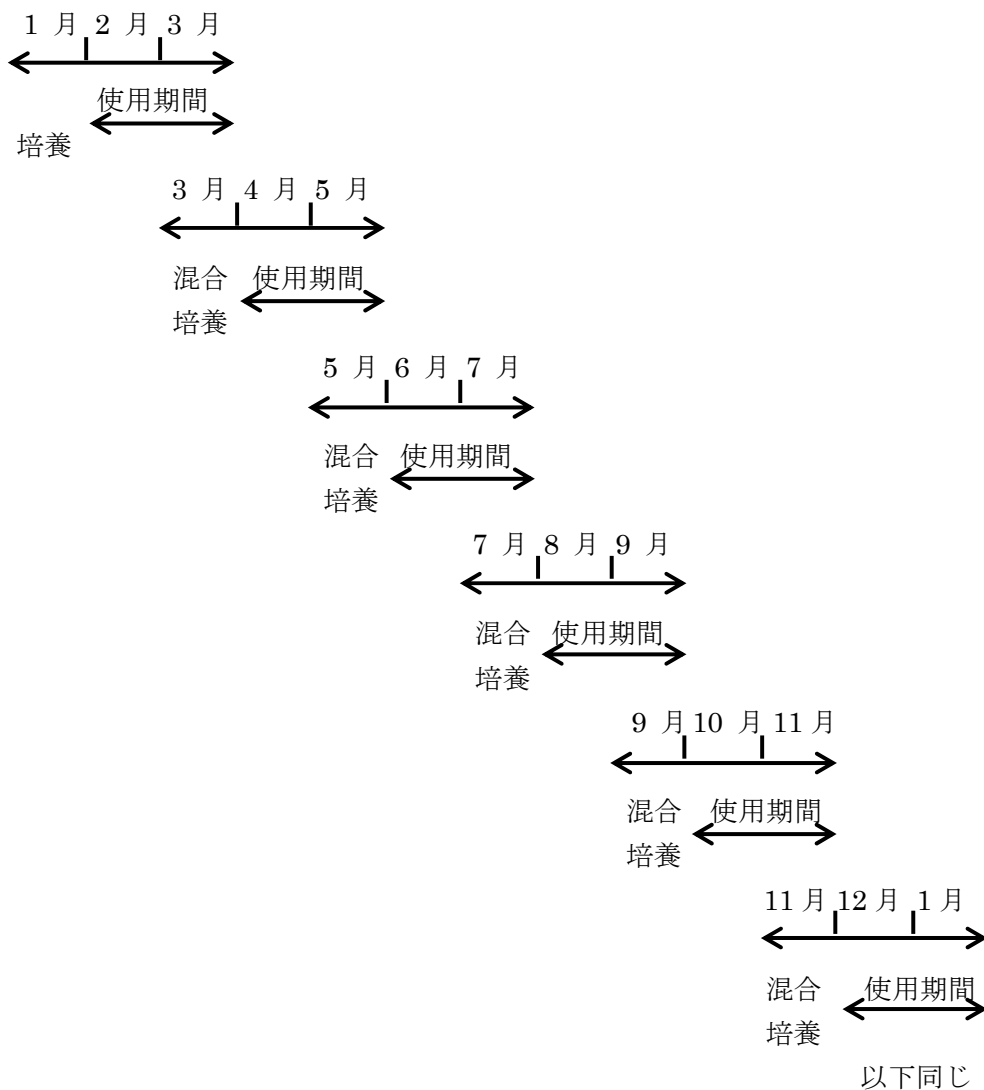 1 月 2 月 3 月
使用期間
培養
3 月 4 月 5 月
混合 使用期間
培養
5 月 6 月 7 月
混合 使用期間
培養
7 月 8 月 9 月
混合 使用期間
培養
9 月 10 月 11 月
混合 使用期間
培養
11 月 12 月 1 月
混合 使用期間
培養
以下同じ